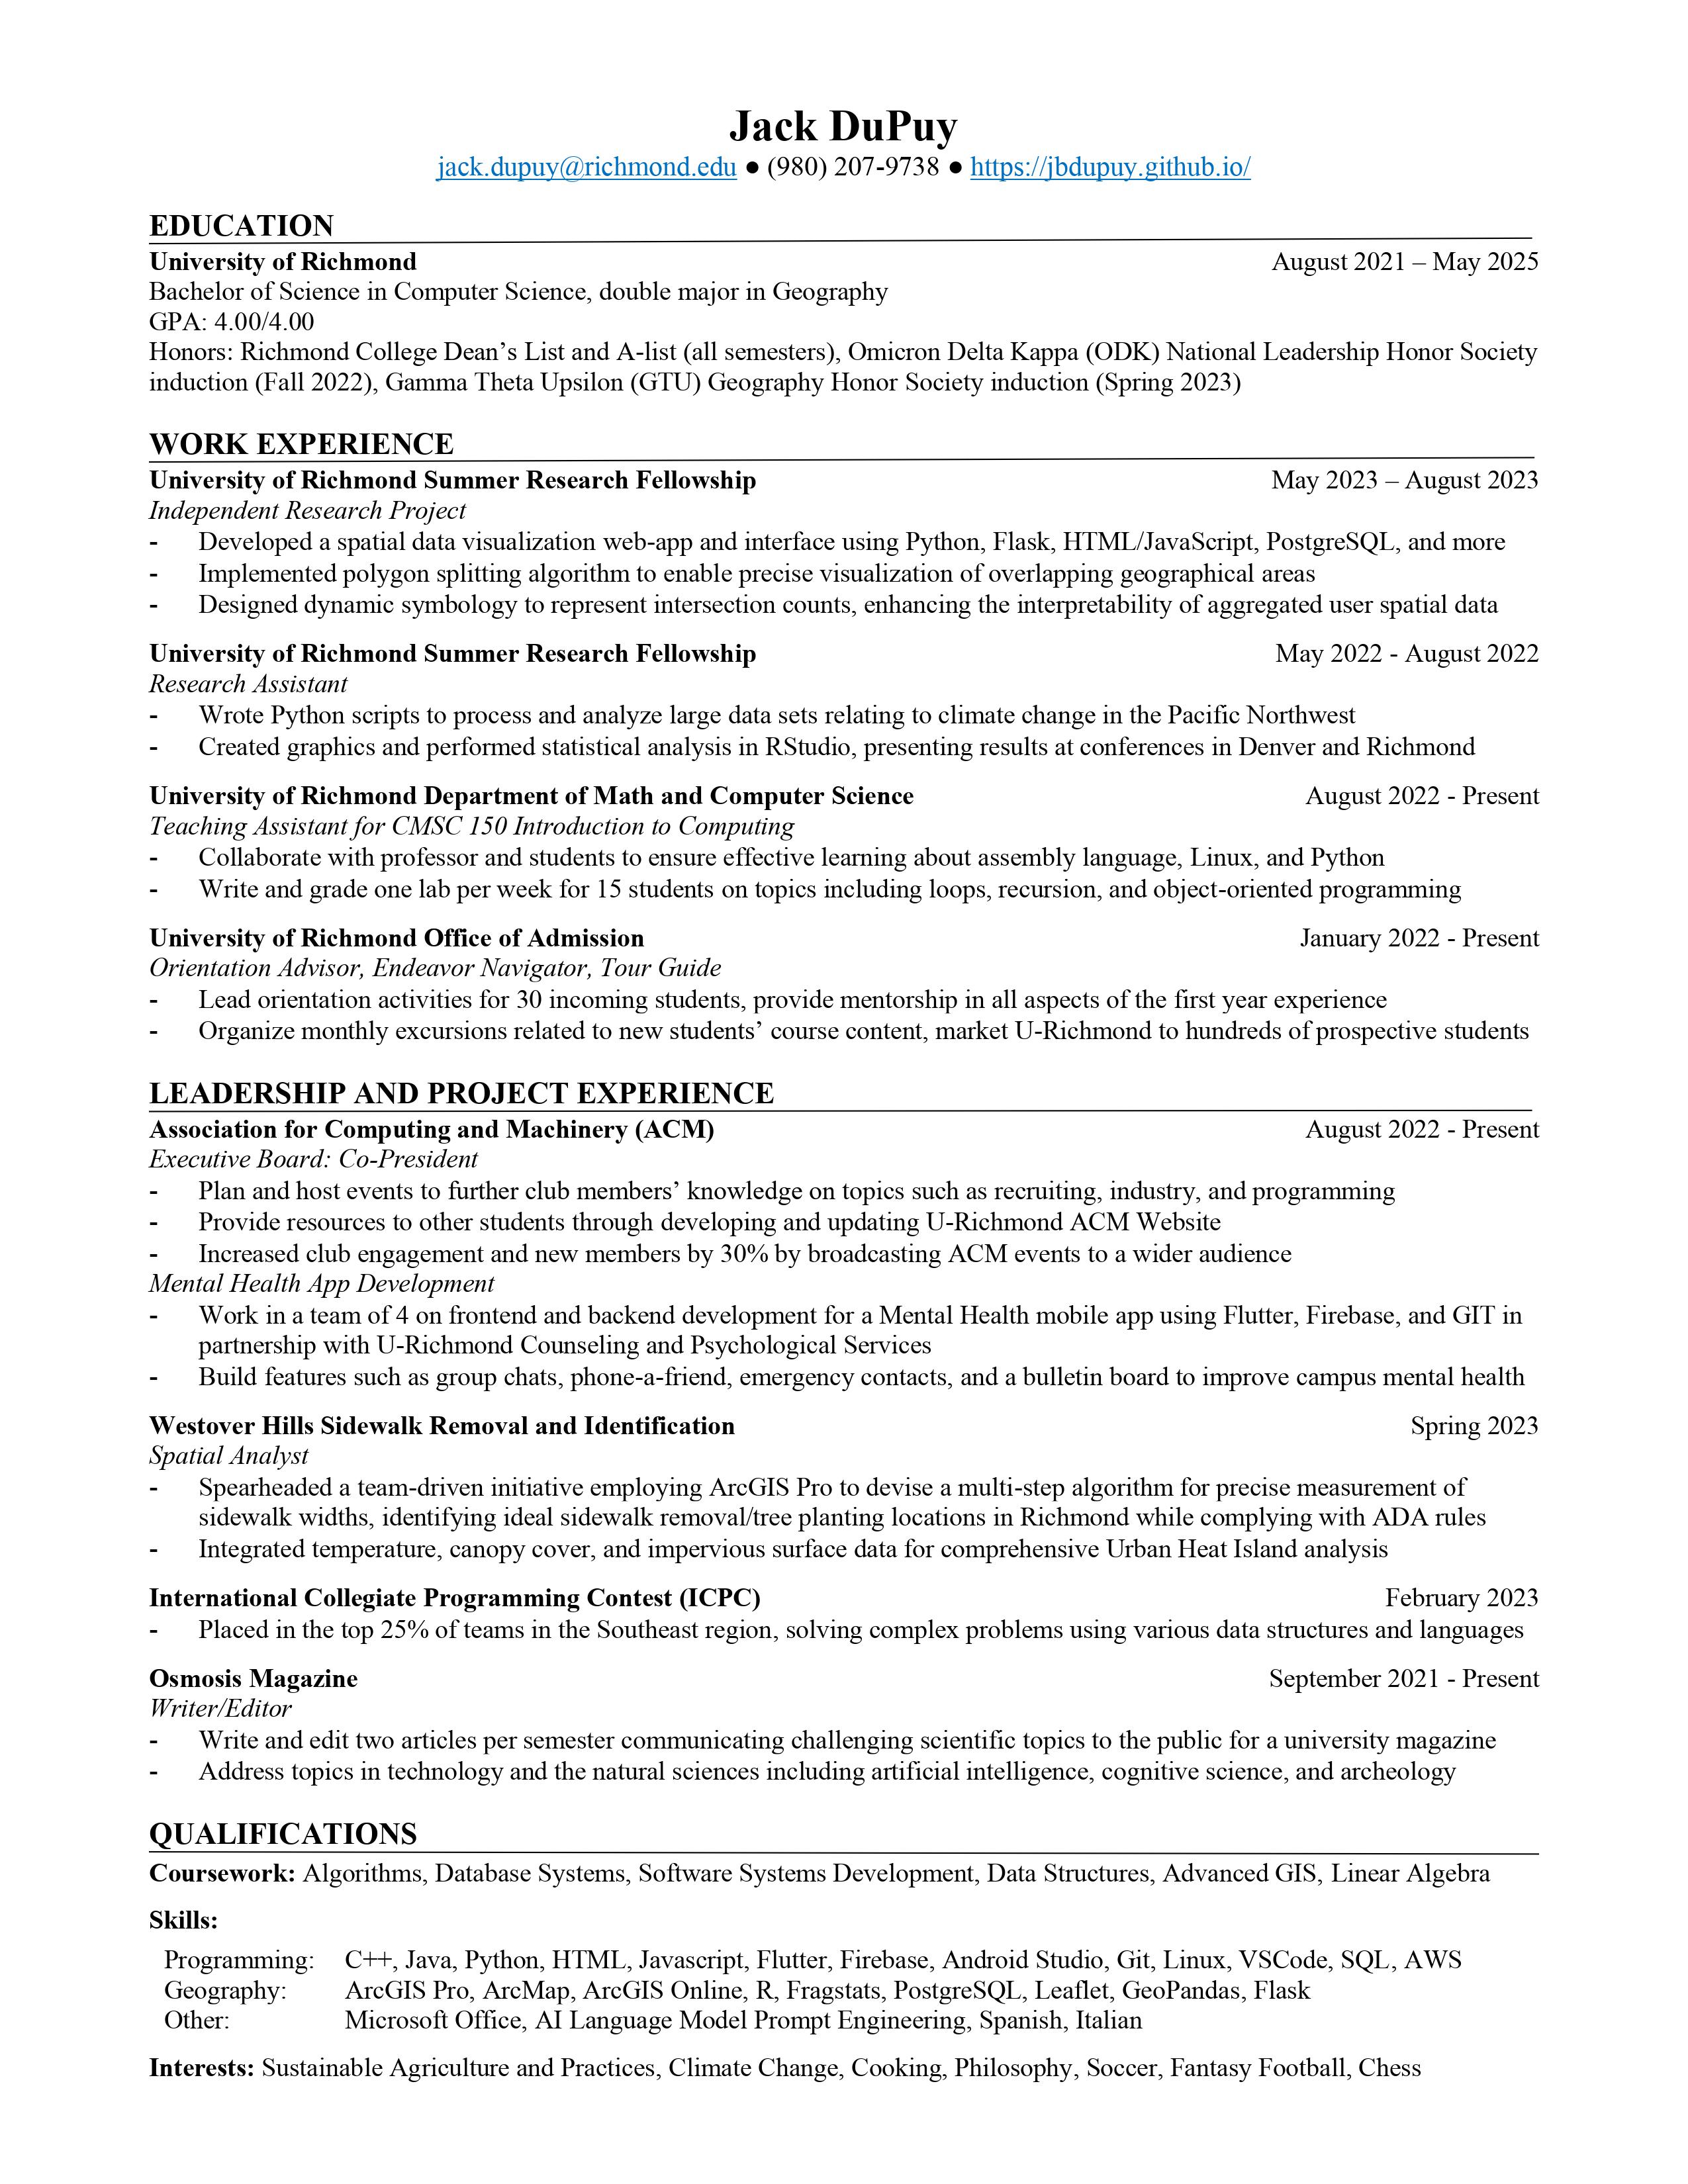 Jack DuPuy
jack.dupuy@richmond.edu ● (980) 207-9738 ● https://jbdupuy.github.io/
EDUCATION
University of Richmond August 2021 – May 2025
Bachelor of Science in Computer Science, double major in Geography
GPA: 4.00/4.00
Honors: Richmond College Dean’s List and A-list (all semesters), Omicron Delta Kappa (ODK) National Leadership Honor Society
induction (Fall 2022), Gamma Theta Upsilon (GTU) Geography Honor Society induction (Spring 2023)
WORK EXPERIENCE
University of Richmond Summer Research Fellowship May 2023 – August 2023
Independent Research Project
- Developed a spatial data visualization web-app and interface using Python, Flask, HTML/JavaScript, PostgreSQL, and more
- Implemented polygon splitting algorithm to enable precise visualization of overlapping geographical areas
- Designed dynamic symbology to represent intersection counts, enhancing the interpretability of aggregated user spatial data
University of Richmond Summer Research Fellowship May 2022 - August 2022
Research Assistant
- Wrote Python scripts to process and analyze large data sets relating to climate change in the Pacific Northwest
- Created graphics and performed statistical analysis in RStudio, presenting results at conferences in Denver and Richmond
University of Richmond Department of Math and Computer Science August 2022 - Present
Teaching Assistant for CMSC 150 Introduction to Computing
- Collaborate with professor and students to ensure effective learning about assembly language, Linux, and Python
- Write and grade one lab per week for 15 students on topics including loops, recursion, and object-oriented programming
University of Richmond Office of Admission January 2022 - Present
Orientation Advisor, Endeavor Navigator, Tour Guide
- Lead orientation activities for 30 incoming students, provide mentorship in all aspects of the first year experience
- Organize monthly excursions related to new students’ course content, market U-Richmond to hundreds of prospective students
LEADERSHIP AND PROJECT EXPERIENCE
Association for Computing and Machinery (ACM) August 2022 - Present
Executive Board: Co-President
- Plan and host events to further club members’ knowledge on topics such as recruiting, industry, and programming
- Provide resources to other students through developing and updating U-Richmond ACM Website
- Increased club engagement and new members by 30% by broadcasting ACM events to a wider audience
Mental Health App Development
- Work in a team of 4 on frontend and backend development for a Mental Health mobile app using Flutter, Firebase, and GIT in
partnership with U-Richmond Counseling and Psychological Services
- Build features such as group chats, phone-a-friend, emergency contacts, and a bulletin board to improve campus mental health
Westover Hills Sidewalk Removal and Identification Spring 2023
Spatial Analyst
- Spearheaded a team-driven initiative employing ArcGIS Pro to devise a multi-step algorithm for precise measurement of
sidewalk widths, identifying ideal sidewalk removal/tree planting locations in Richmond while complying with ADA rules
- Integrated temperature, canopy cover, and impervious surface data for comprehensive Urban Heat Island analysis
International Collegiate Programming Contest (ICPC) February 2023
- Placed in the top 25% of teams in the Southeast region, solving complex problems using various data structures and languages
Osmosis Magazine September 2021 - Present
Writer/Editor
- Write and edit two articles per semester communicating challenging scientific topics to the public for a university magazine
- Address topics in technology and the natural sciences including artificial intelligence, cognitive science, and archeology
QUALIFICATIONS
Coursework: Algorithms, Database Systems, Software Systems Development, Data Structures, Advanced GIS, Linear Algebra
Skills:
Programming: C++, Java, Python, HTML, Javascript, Flutter, Firebase, Android Studio, Git, Linux, VSCode, SQL, AWS
Geography: ArcGIS Pro, ArcMap, ArcGIS Online, R, Fragstats, PostgreSQL, Leaflet, GeoPandas, Flask
Other: Microsoft Office, AI Language Model Prompt Engineering, Spanish, Italian
Interests: Sustainable Agriculture and Practices, Climate Change, Cooking, Philosophy, Soccer, Fantasy Football, Chess